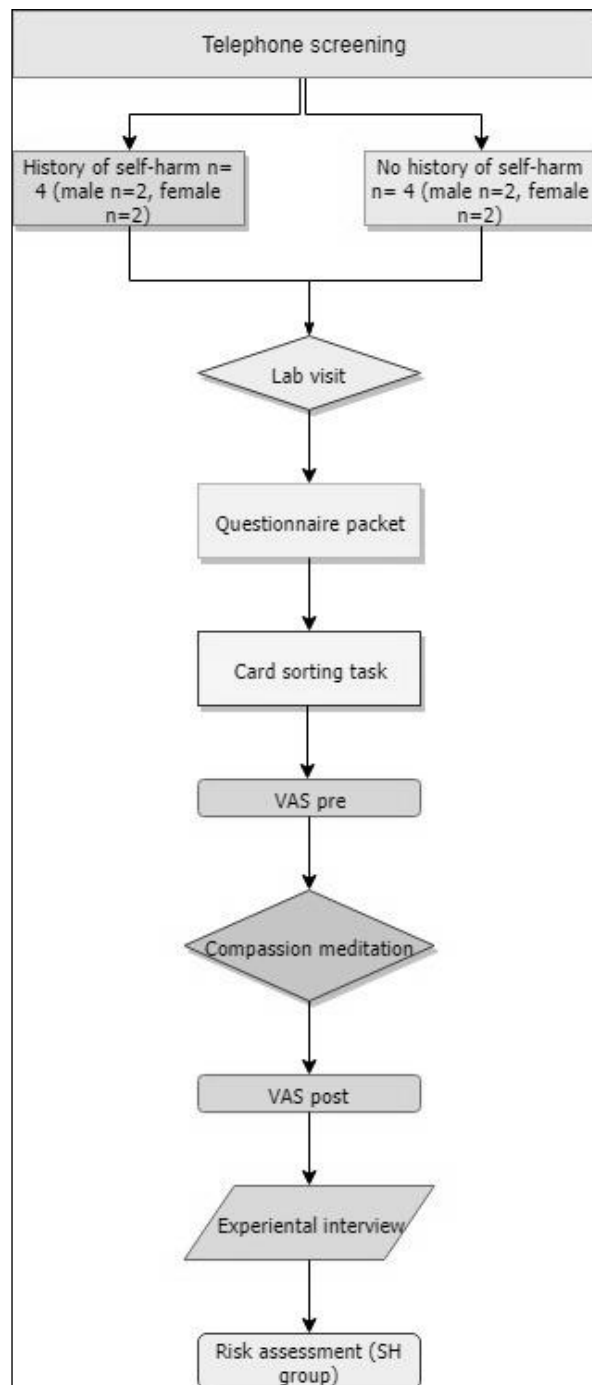 Telephone screening
History of self-harm n=
4 (male n=2, female
n=2)
No history of self-harm
n= 4 (male n=2, female
n=2)
Lab visit
Questionnaire packet
Card sorting task
VAS pre
Compassion meditation
VAS post
Experiental interview
Risk assessment (SH
group)